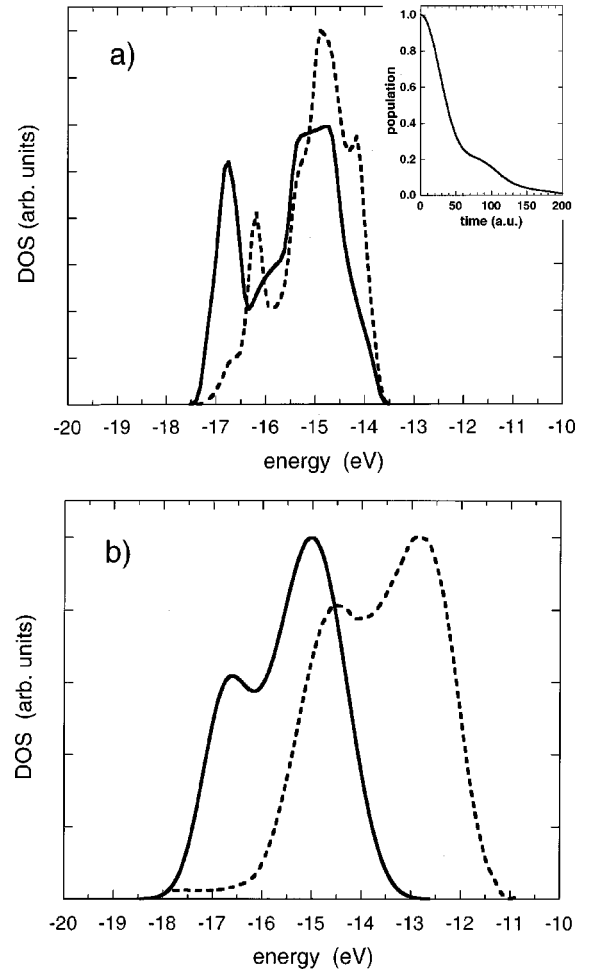 a)
DOS (arb. units)
-20 -19 -18 -17 -16 -15 -14 -13 -12 -11 -10
energy (eV)
population
1.0
0.8
0.6
0.4
0.2
0.0
0 50 100 150 200
time (a.u.)
b)
DOS (arb. units)
-20 -19 -18 -17 -16 -15 -14 -13 -12 -11 -10
energy (eV)